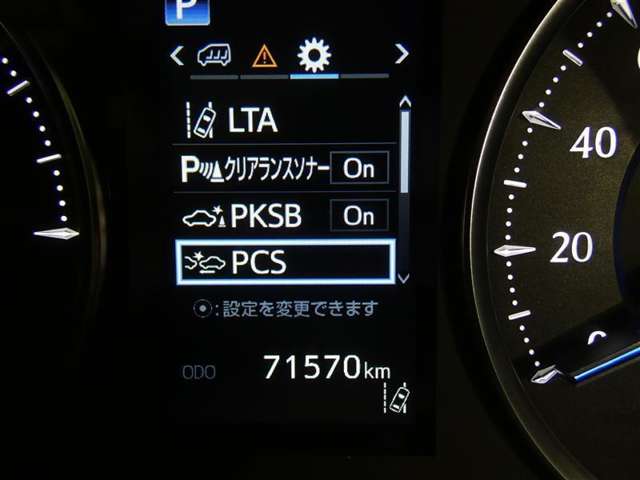 P
LTA
P クリアランスソナー On
PKSB On
PCS
:設定を変更できます
ODO 71570km
40
20
0